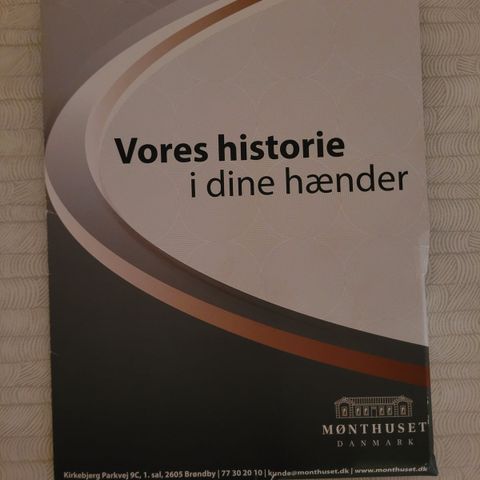 Vores historie
i dine hænder
MØNTHUSET
DANMARK
Kirkebjerg Parkvej 9C, 1. sal, 2605 Brøndby | 77 30 20 10 | kunde@monthuset.dk | www.monthuset.dk